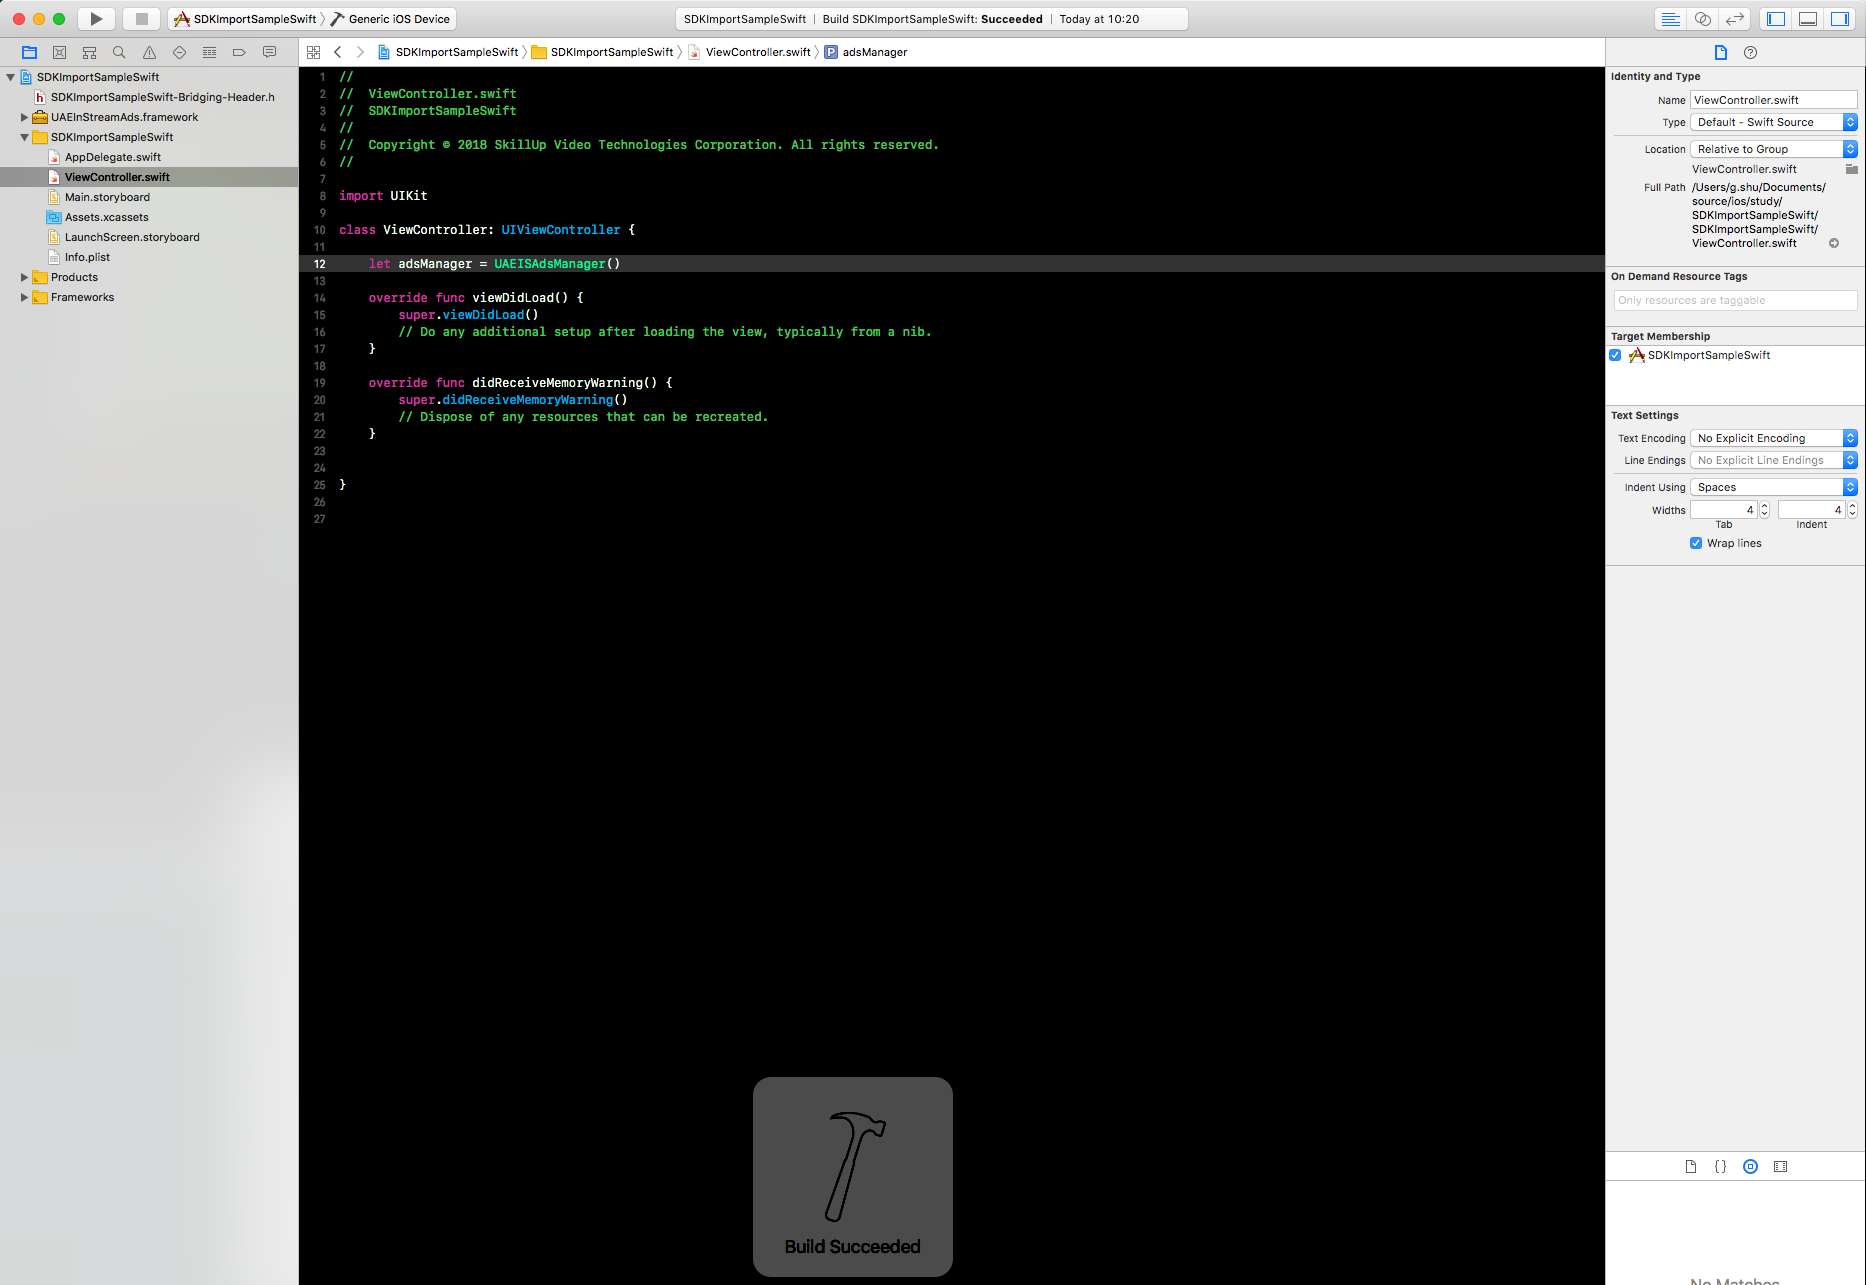 SDKImportSampleSwift Generic iOS Device
SDKImportSampleSwift | Build SDKImportSampleSwift: Succeeded | Today at 10:20
SDKImportSampleSwift
SDKImportSampleSwift-Bridging-Header.h
UAEInStreamAds.framework
SDKImportSampleSwift
AppDelegate.swift
ViewController.swift
Main.storyboard
Assets.xcassets
LaunchScreen.storyboard
Info.plist
Products
Frameworks
SDKImportSampleSwift SDKImportSampleSwift ViewController.swift P adsManager
1 //
2 //  ViewController.swift
3 //  SDKImportSampleSwift
4 //
5 //  Copyright © 2018 SkillUp Video Technologies Corporation. All rights reserved.
6 //
7
8 import UIKit
9
10 class ViewController: UIViewController {
11
12     let adsManager = UAEISAdsManager()
13
14     override func viewDidLoad() {
15         super.viewDidLoad()
16         // Do any additional setup after loading the view, typically from a nib.
17     }
18
19     override func didReceiveMemoryWarning() {
20         super.didReceiveMemoryWarning()
21         // Dispose of any resources that can be recreated.
22     }
23
24
25 }
26
27
Build Succeeded
Identity and Type
Name ViewController.swift
Type Default - Swift Source
Location Relative to Group
ViewController.swift
Full Path /Users/g.shu/Documents/
source/ios/study/
SDKImportSampleSwift/
SDKImportSampleSwift/
ViewController.swift
On Demand Resource Tags
Only resources are taggable
Target Membership
SDKImportSampleSwift
Text Settings
Text Encoding No Explicit Encoding
Line Endings No Explicit Line Endings
Indent Using Spaces
Widths 4 4
Tab Indent
Wrap lines
{}
No Matches